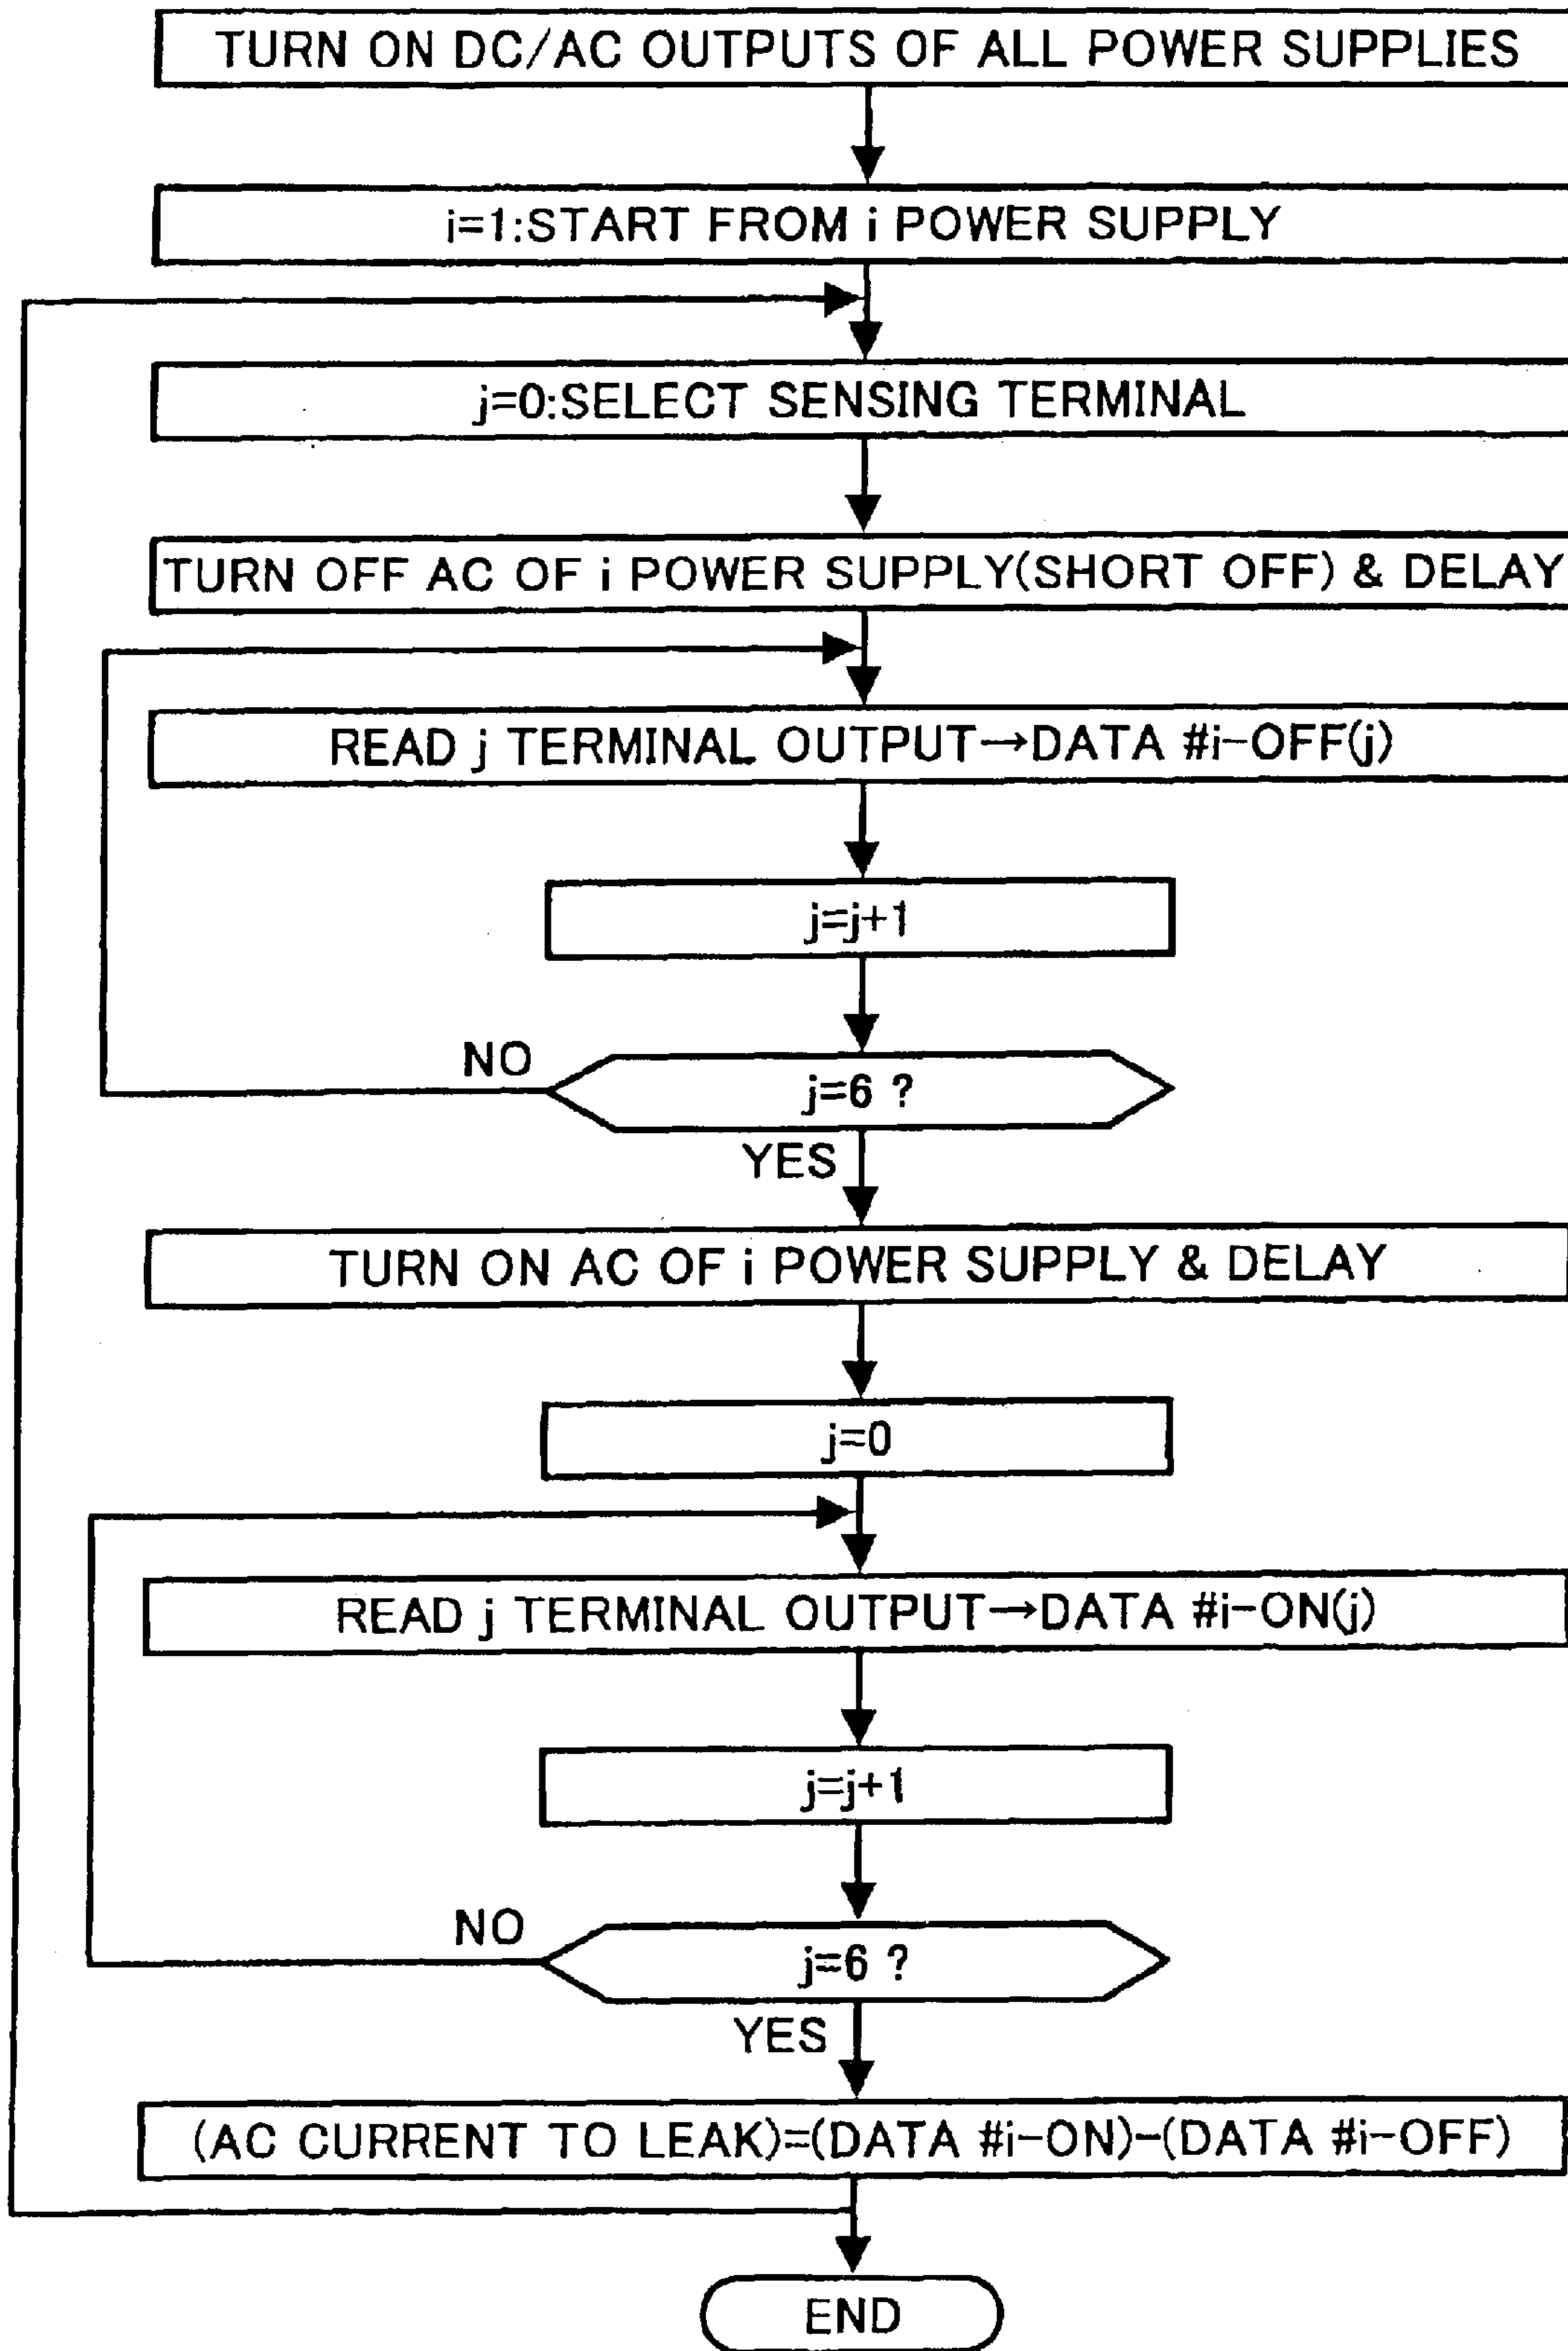 TURN ON DC/AC OUTPUTS OF ALL POWER SUPPLIES
i=1:START FROM i POWER SUPPLY
j=0:SELECT SENSING TERMINAL
TURN OFF AC OF i POWER SUPPLY(SHORT OFF) & DELAY
READ j TERMINAL OUTPUT→DATA #i-OFF(j)
j=j+1
NO
j=6 ?
YES
TURN ON AC OF i POWER SUPPLY & DELAY
j=0
READ j TERMINAL OUTPUT→DATA #i-ON(j)
j=j+1
NO
j=6 ?
YES
(AC CURRENT TO LEAK)=(DATA #i-ON)-(DATA #i-OFF)
END